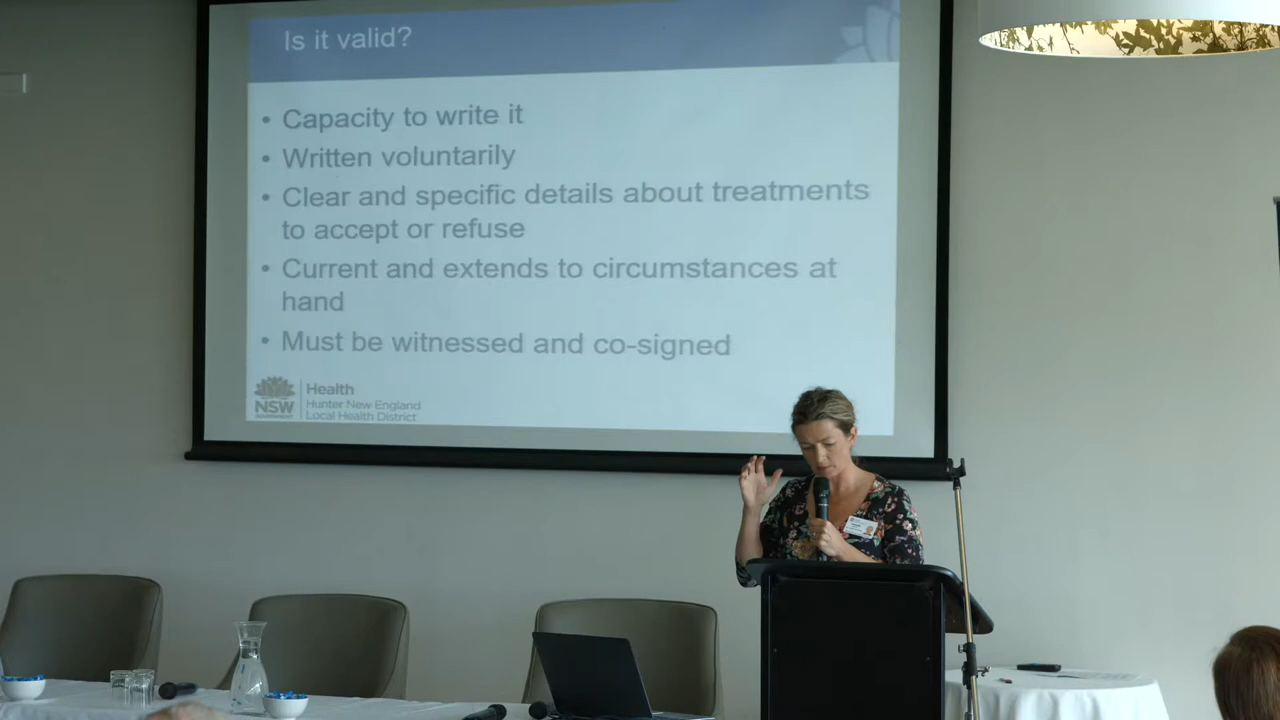 Is it valid?
• Capacity to write it
• Written voluntarily
• Clear and specific details about treatments
to accept or refuse
• Current and extends to circumstances at
hand
• Must be witnessed and co-signed
NSW
Health
Hunter New England
Local Health District